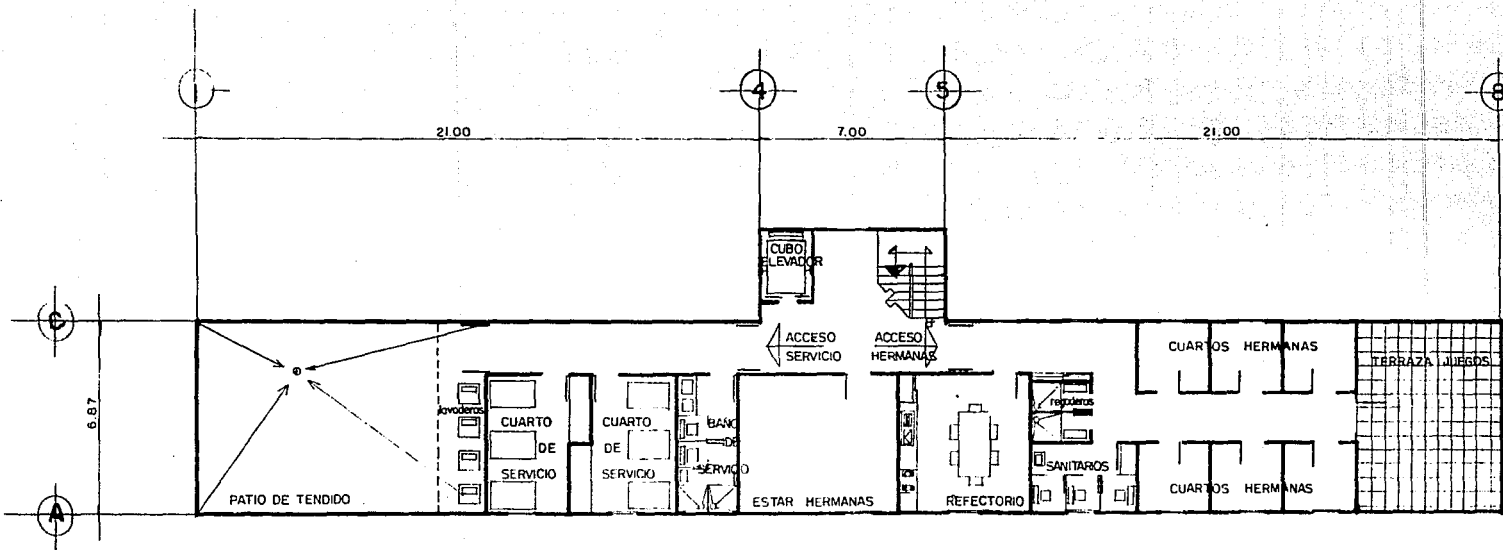 4
5
8
21.00
7.00
21.00
CUBO
ELEVADOR
C
ACCESO
SERVICIO
ACCESO
HERMANAS
CUARTOS HERMANAS
TERRAZA JUEGOS
6.87
lavaderos
CUARTO
DE
SERVICIO
CUARTO
DE
SERVICIO
BAÑO
DE
SERVICIO
regaderas
SANITARIOS
PATIO DE TENDIDO
ESTAR HERMANAS
REFECTORIO
CUARTOS HERMANAS
A